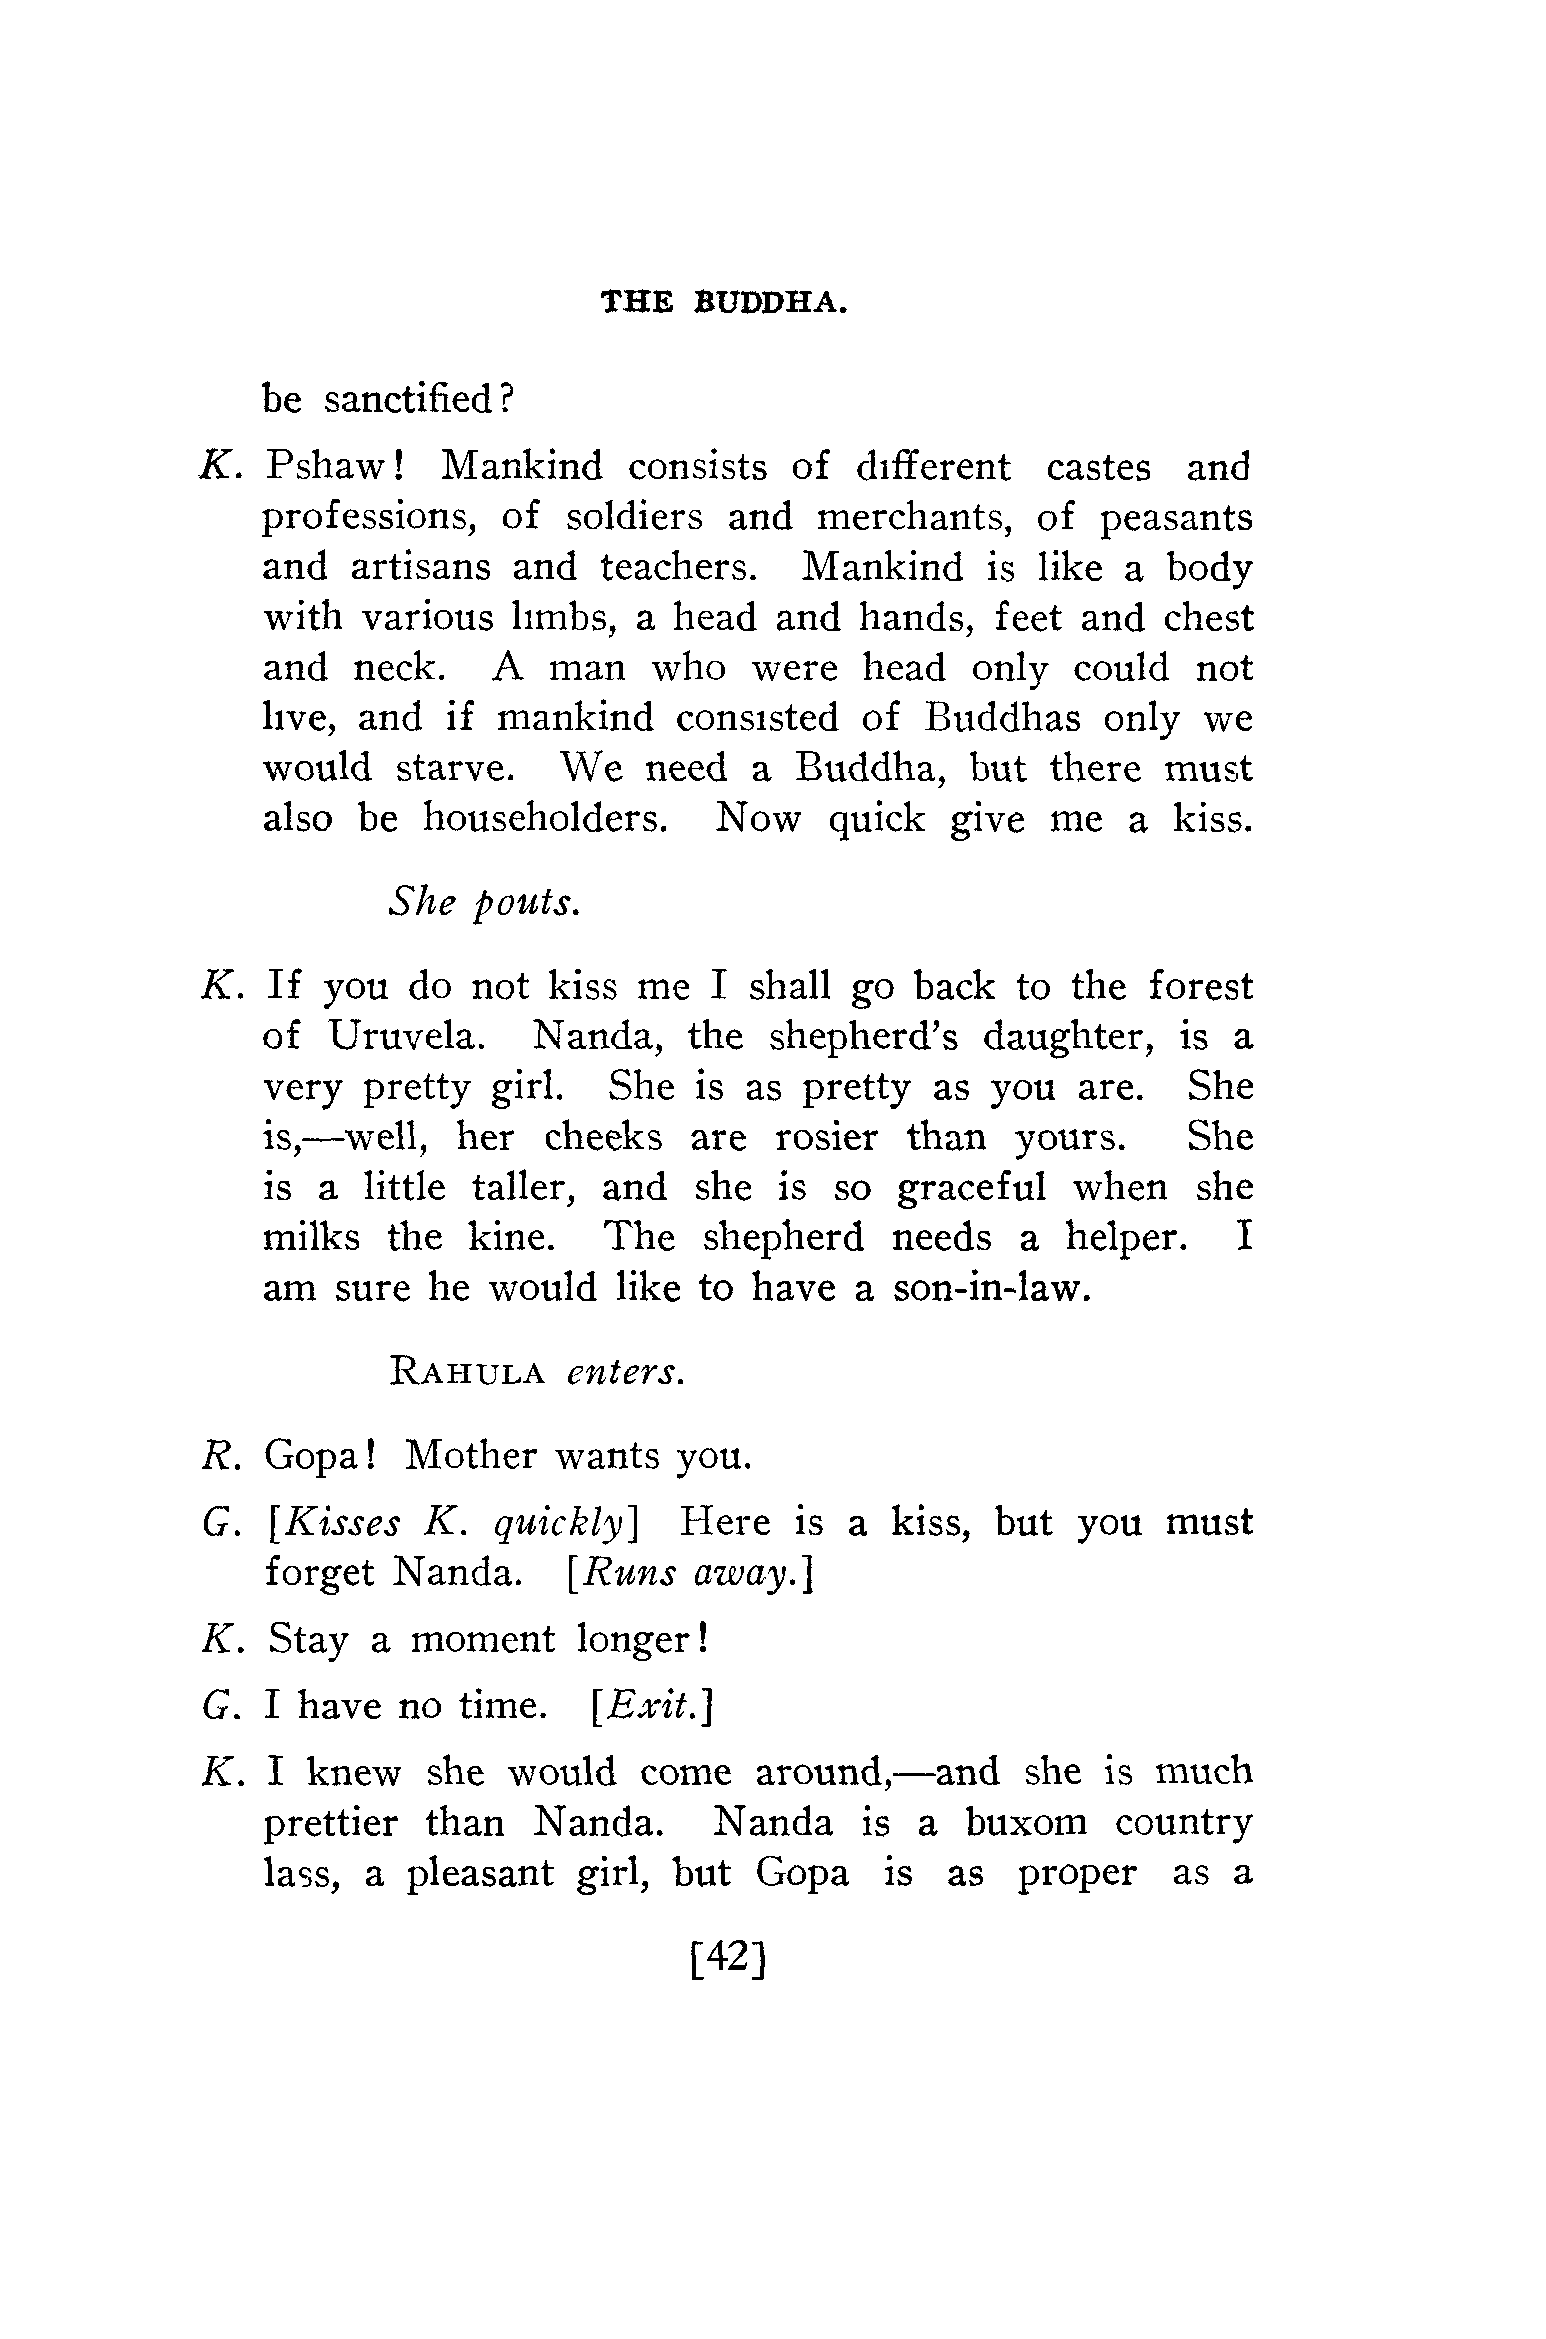 THE BUDDHA.
be sanctified?
K. Pshaw! Mankind consists of different castes and
professions, of soldiers and merchants, of peasants
and artisans and teachers. Mankind is like a body
with various limbs, a head and hands, feet and chest
and neck. A man who were head only could not
live, and if mankind consisted of Buddhas only we
would starve. We need a Buddha, but there must
also be householders. Now quick give me a kiss.
She pouts.
K. If you do not kiss me I shall go back to the forest
of Uruvela. Nanda, the shepherd's daughter, is a
very pretty girl. She is as pretty as you are. She
is,—well, her cheeks are rosier than yours. She
is a little taller, and she is so graceful when she
milks the kine. The shepherd needs a helper. I
am sure he would like to have a son-in-law.
RAHULA enters.
R. Gopa! Mother wants you.
G. [Kisses K. quickly] Here is a kiss, but you must
forget Nanda. [Runs away.]
K. Stay a moment longer!
G. I have no time. [Exit.]
K. I knew she would come around,—and she is much
prettier than Nanda. Nanda is a buxom country
lass, a pleasant girl, but Gopa is as proper as a
[42]